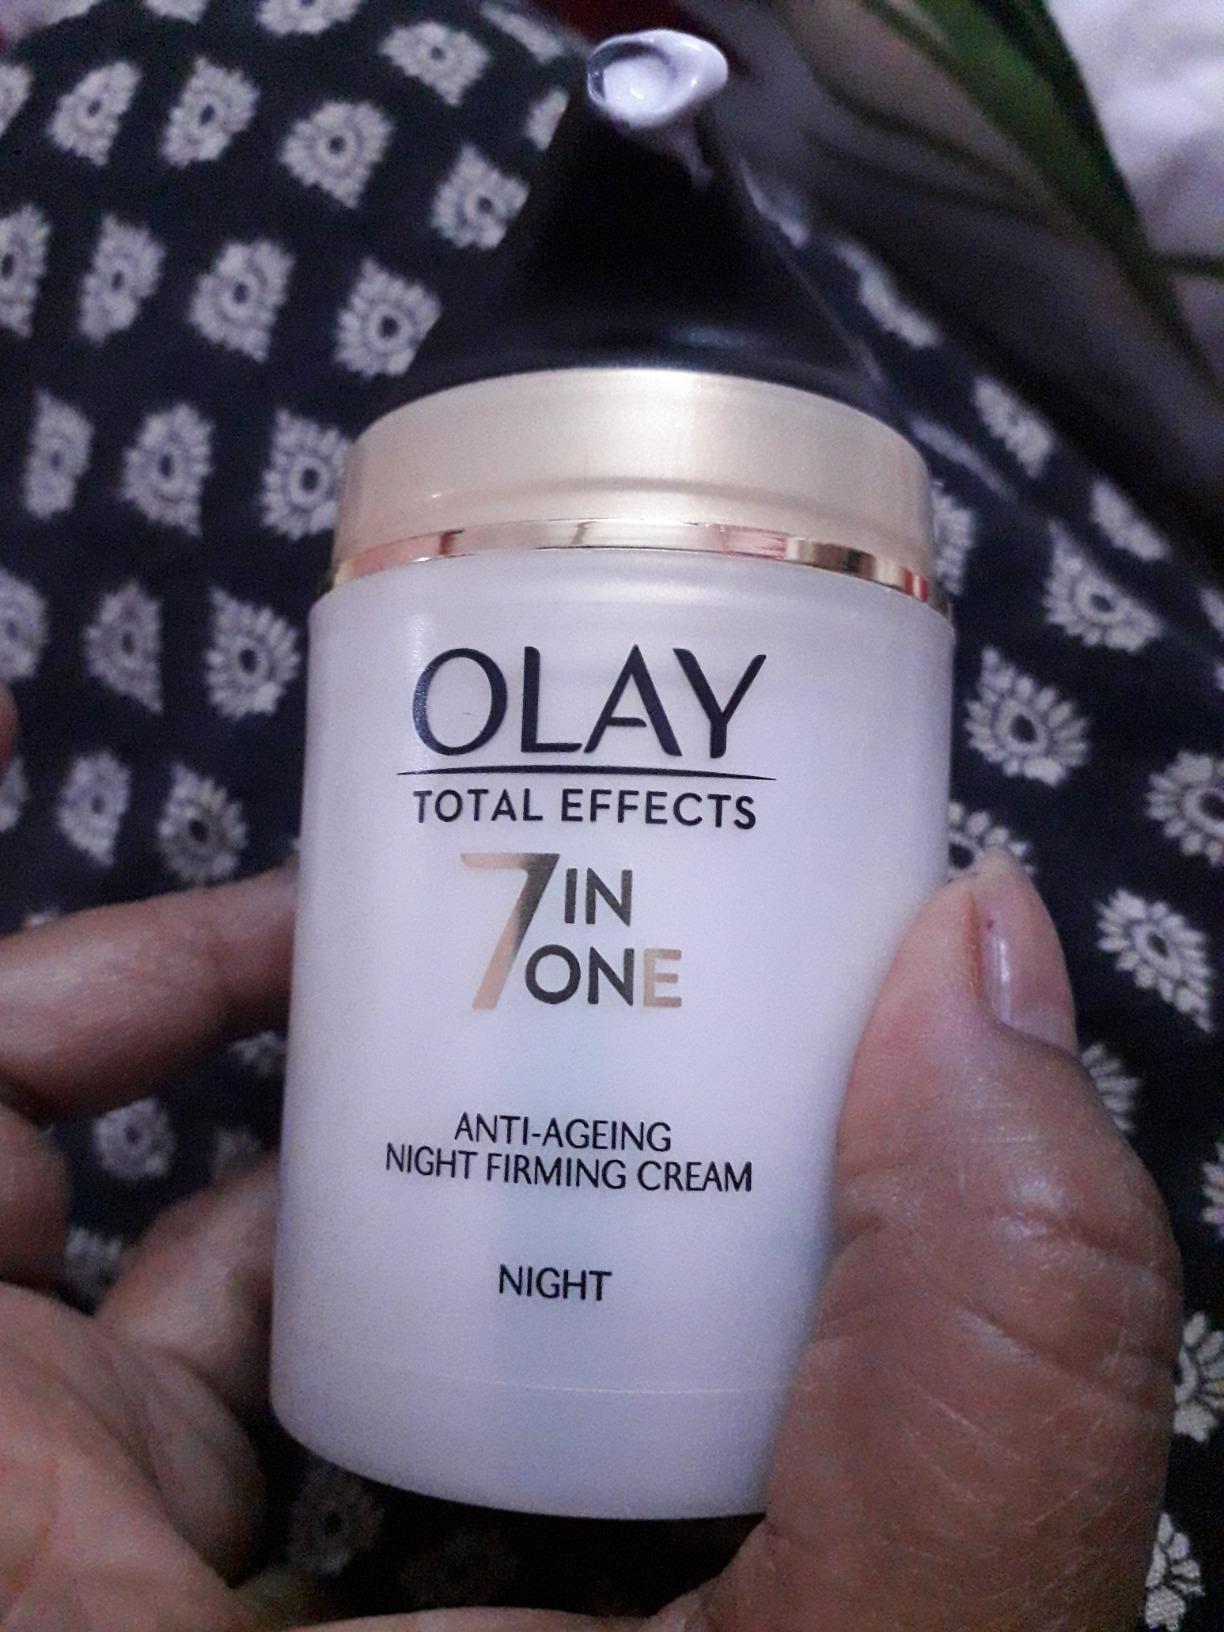 OLAY
TOTAL EFFECTS
7 IN
ONE
ANTI-AGEING
NIGHT FIRMING CREAM
NIGHT